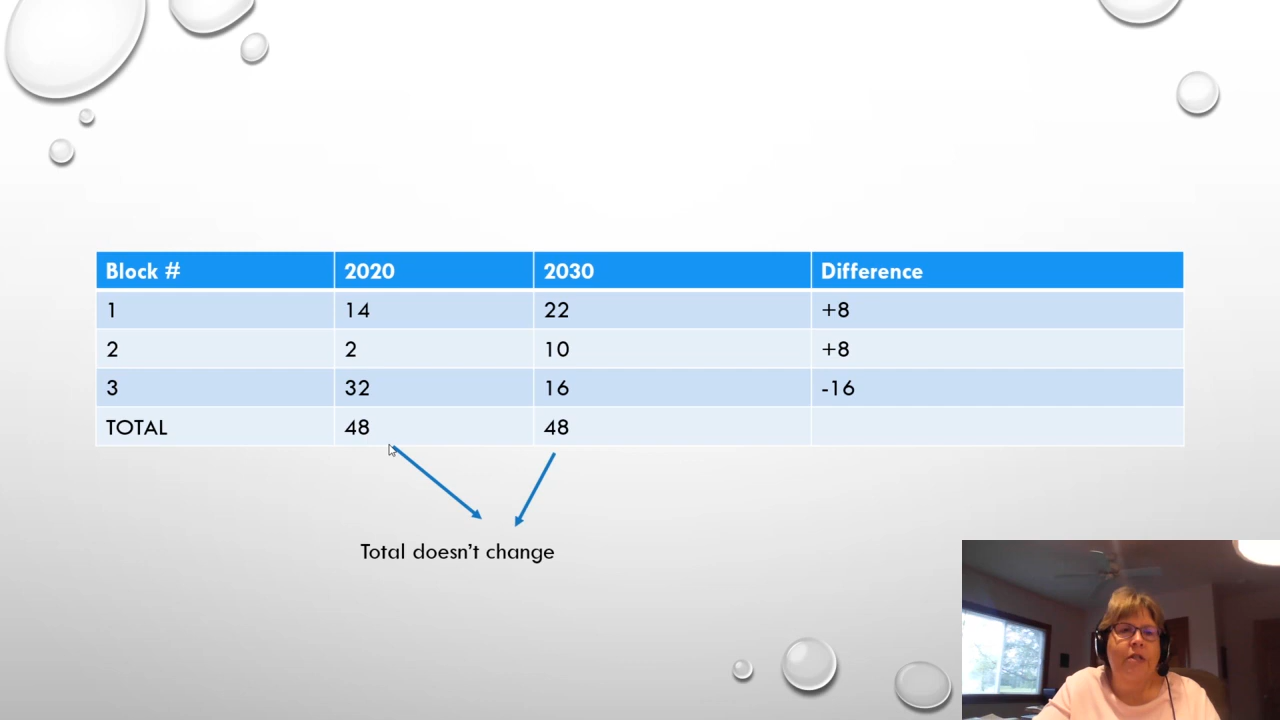 Block # 2020 2030 Difference
1 14 22 +8
2 2 10 +8
3 32 16 -16
TOTAL 48 48
Total doesn't change